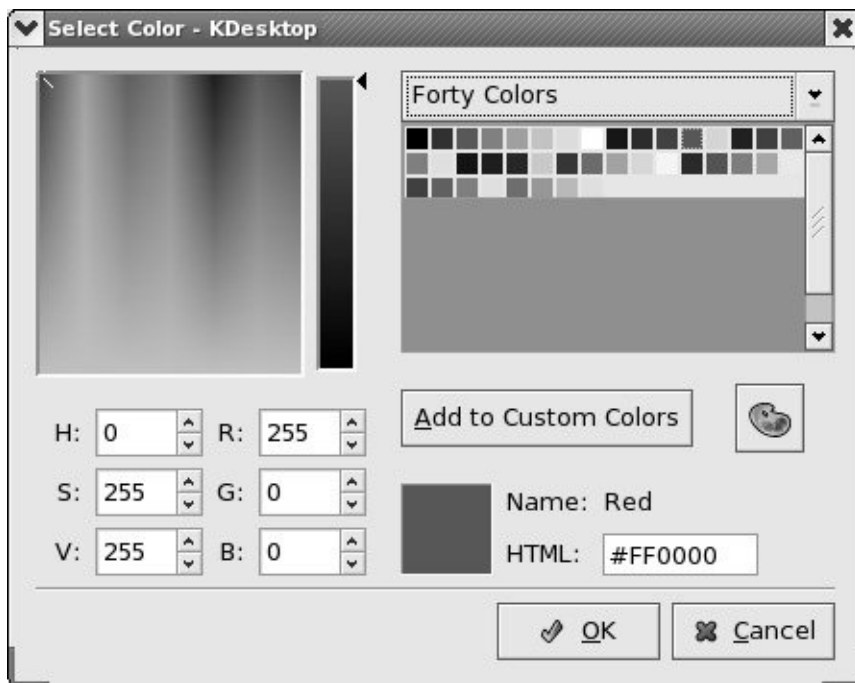 Select Color - KDesktop
Forty Colors
Add to Custom Colors
H: 0 R: 255
S: 255 G: 0
V: 255 B: 0
Name: Red
HTML: #FF0000
OK Cancel